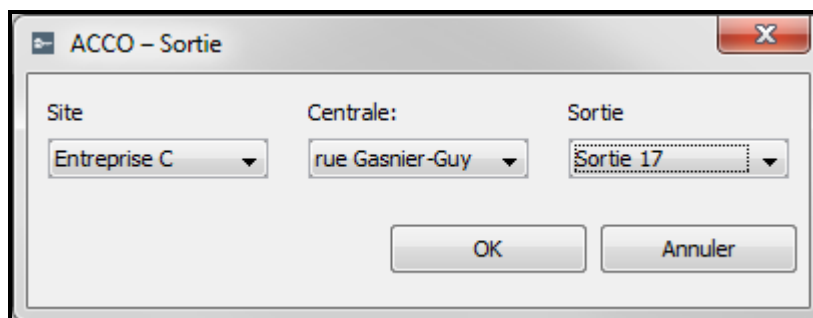 ACCO – Sortie
Site Centrale: Sortie
Entreprise C rue Gasnier-Guy Sortie 17
OK Annuler